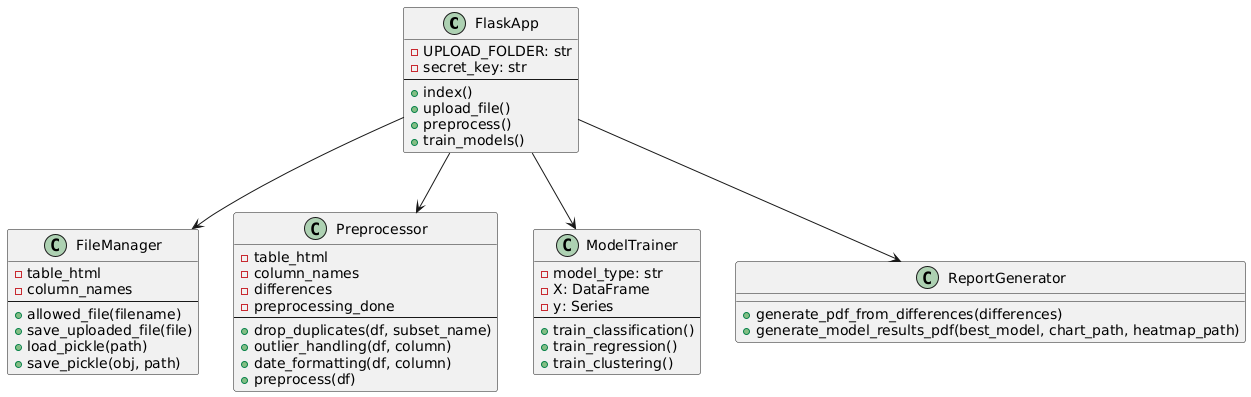 C FlaskApp
UPLOAD_FOLDER: str
secret_key: str
index()
upload_file()
preprocess()
train_models()
C FileManager
table_html
column_names
allowed_file(filename)
save_uploaded_file(file)
load_pickle(path)
save_pickle(obj, path)
C Preprocessor
table_html
column_names
differences
preprocessing_done
drop_duplicates(df, subset_name)
outlier_handling(df, column)
date_formatting(df, column)
preprocess(df)
C ModelTrainer
model_type: str
X: DataFrame
y: Series
train_classification()
train_regression()
train_clustering()
C ReportGenerator
generate_pdf_from_differences(differences)
generate_model_results_pdf(best_model, chart_path, heatmap_path)